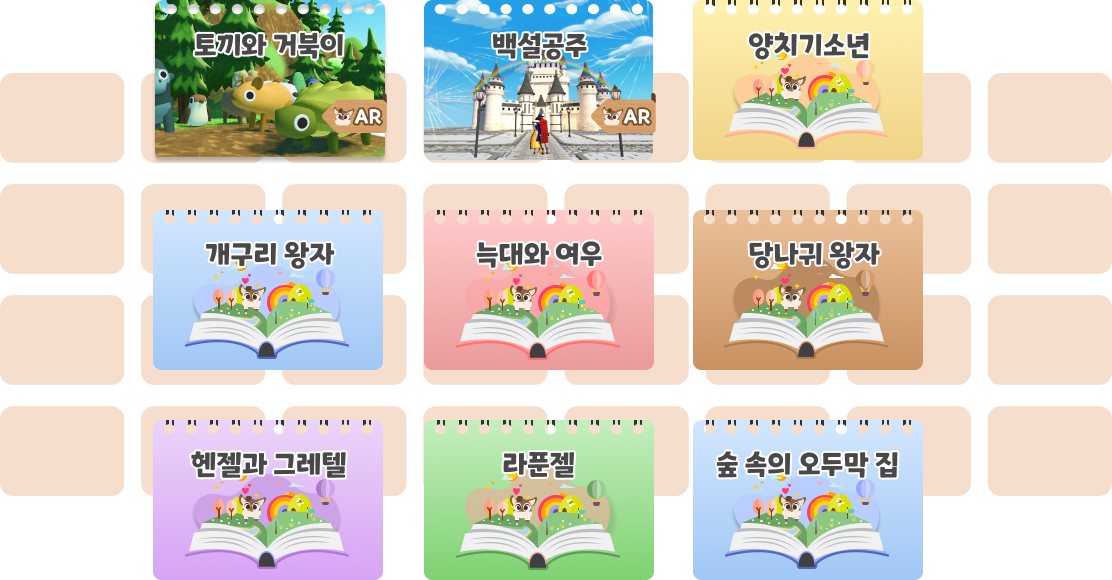 토끼와 거북이
AR
백설공주
AR
양치기소년
개구리 왕자
늑대와 여우
당나귀 왕자
헨젤과 그레텔
라푼젤
숲 속의 오두막 집